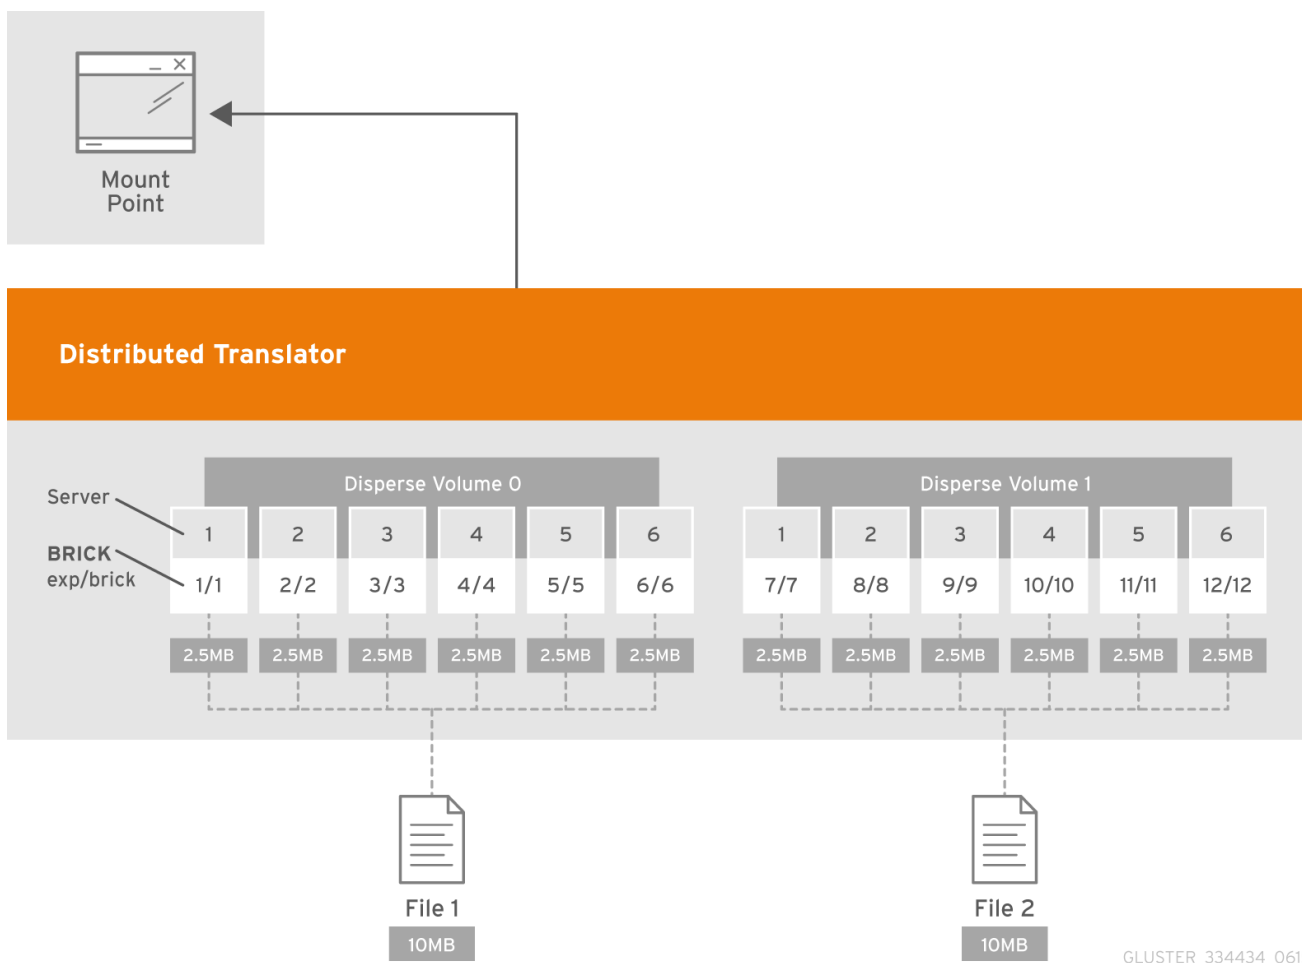 Mount
Point
Distributed Translator
Disperse Volume 0
Disperse Volume 1
Server
1 2 3 4 5 6
1 2 3 4 5 6
BRICK
exp/brick
1/1 2/2 3/3 4/4 5/5 6/6
7/7 8/8 9/9 10/10 11/11 12/12
2.5MB 2.5MB 2.5MB 2.5MB 2.5MB 2.5MB
2.5MB 2.5MB 2.5MB 2.5MB 2.5MB 2.5MB
File 1
10MB
File 2
10MB
GLUSTER_334434_061